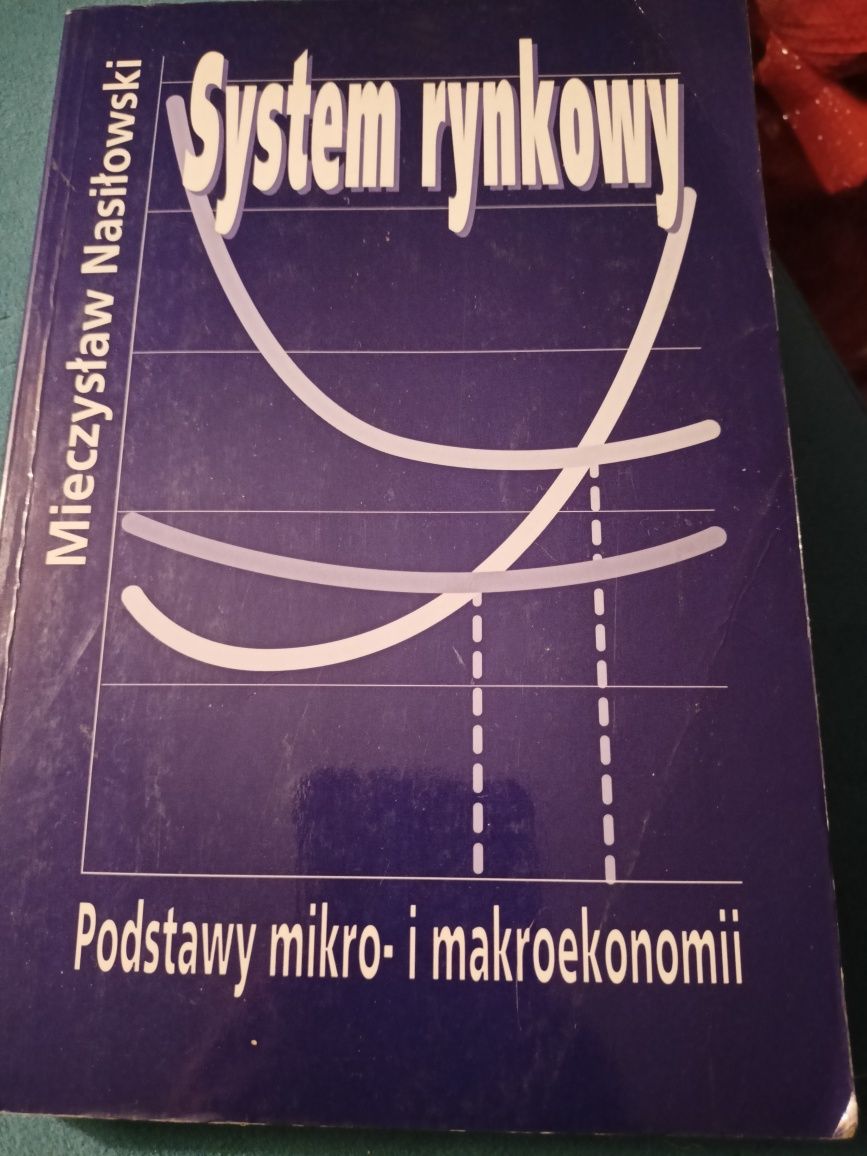 Mieczysław Nasiłowski
System rynkowy
Podstawy mikro- i makroekonomii